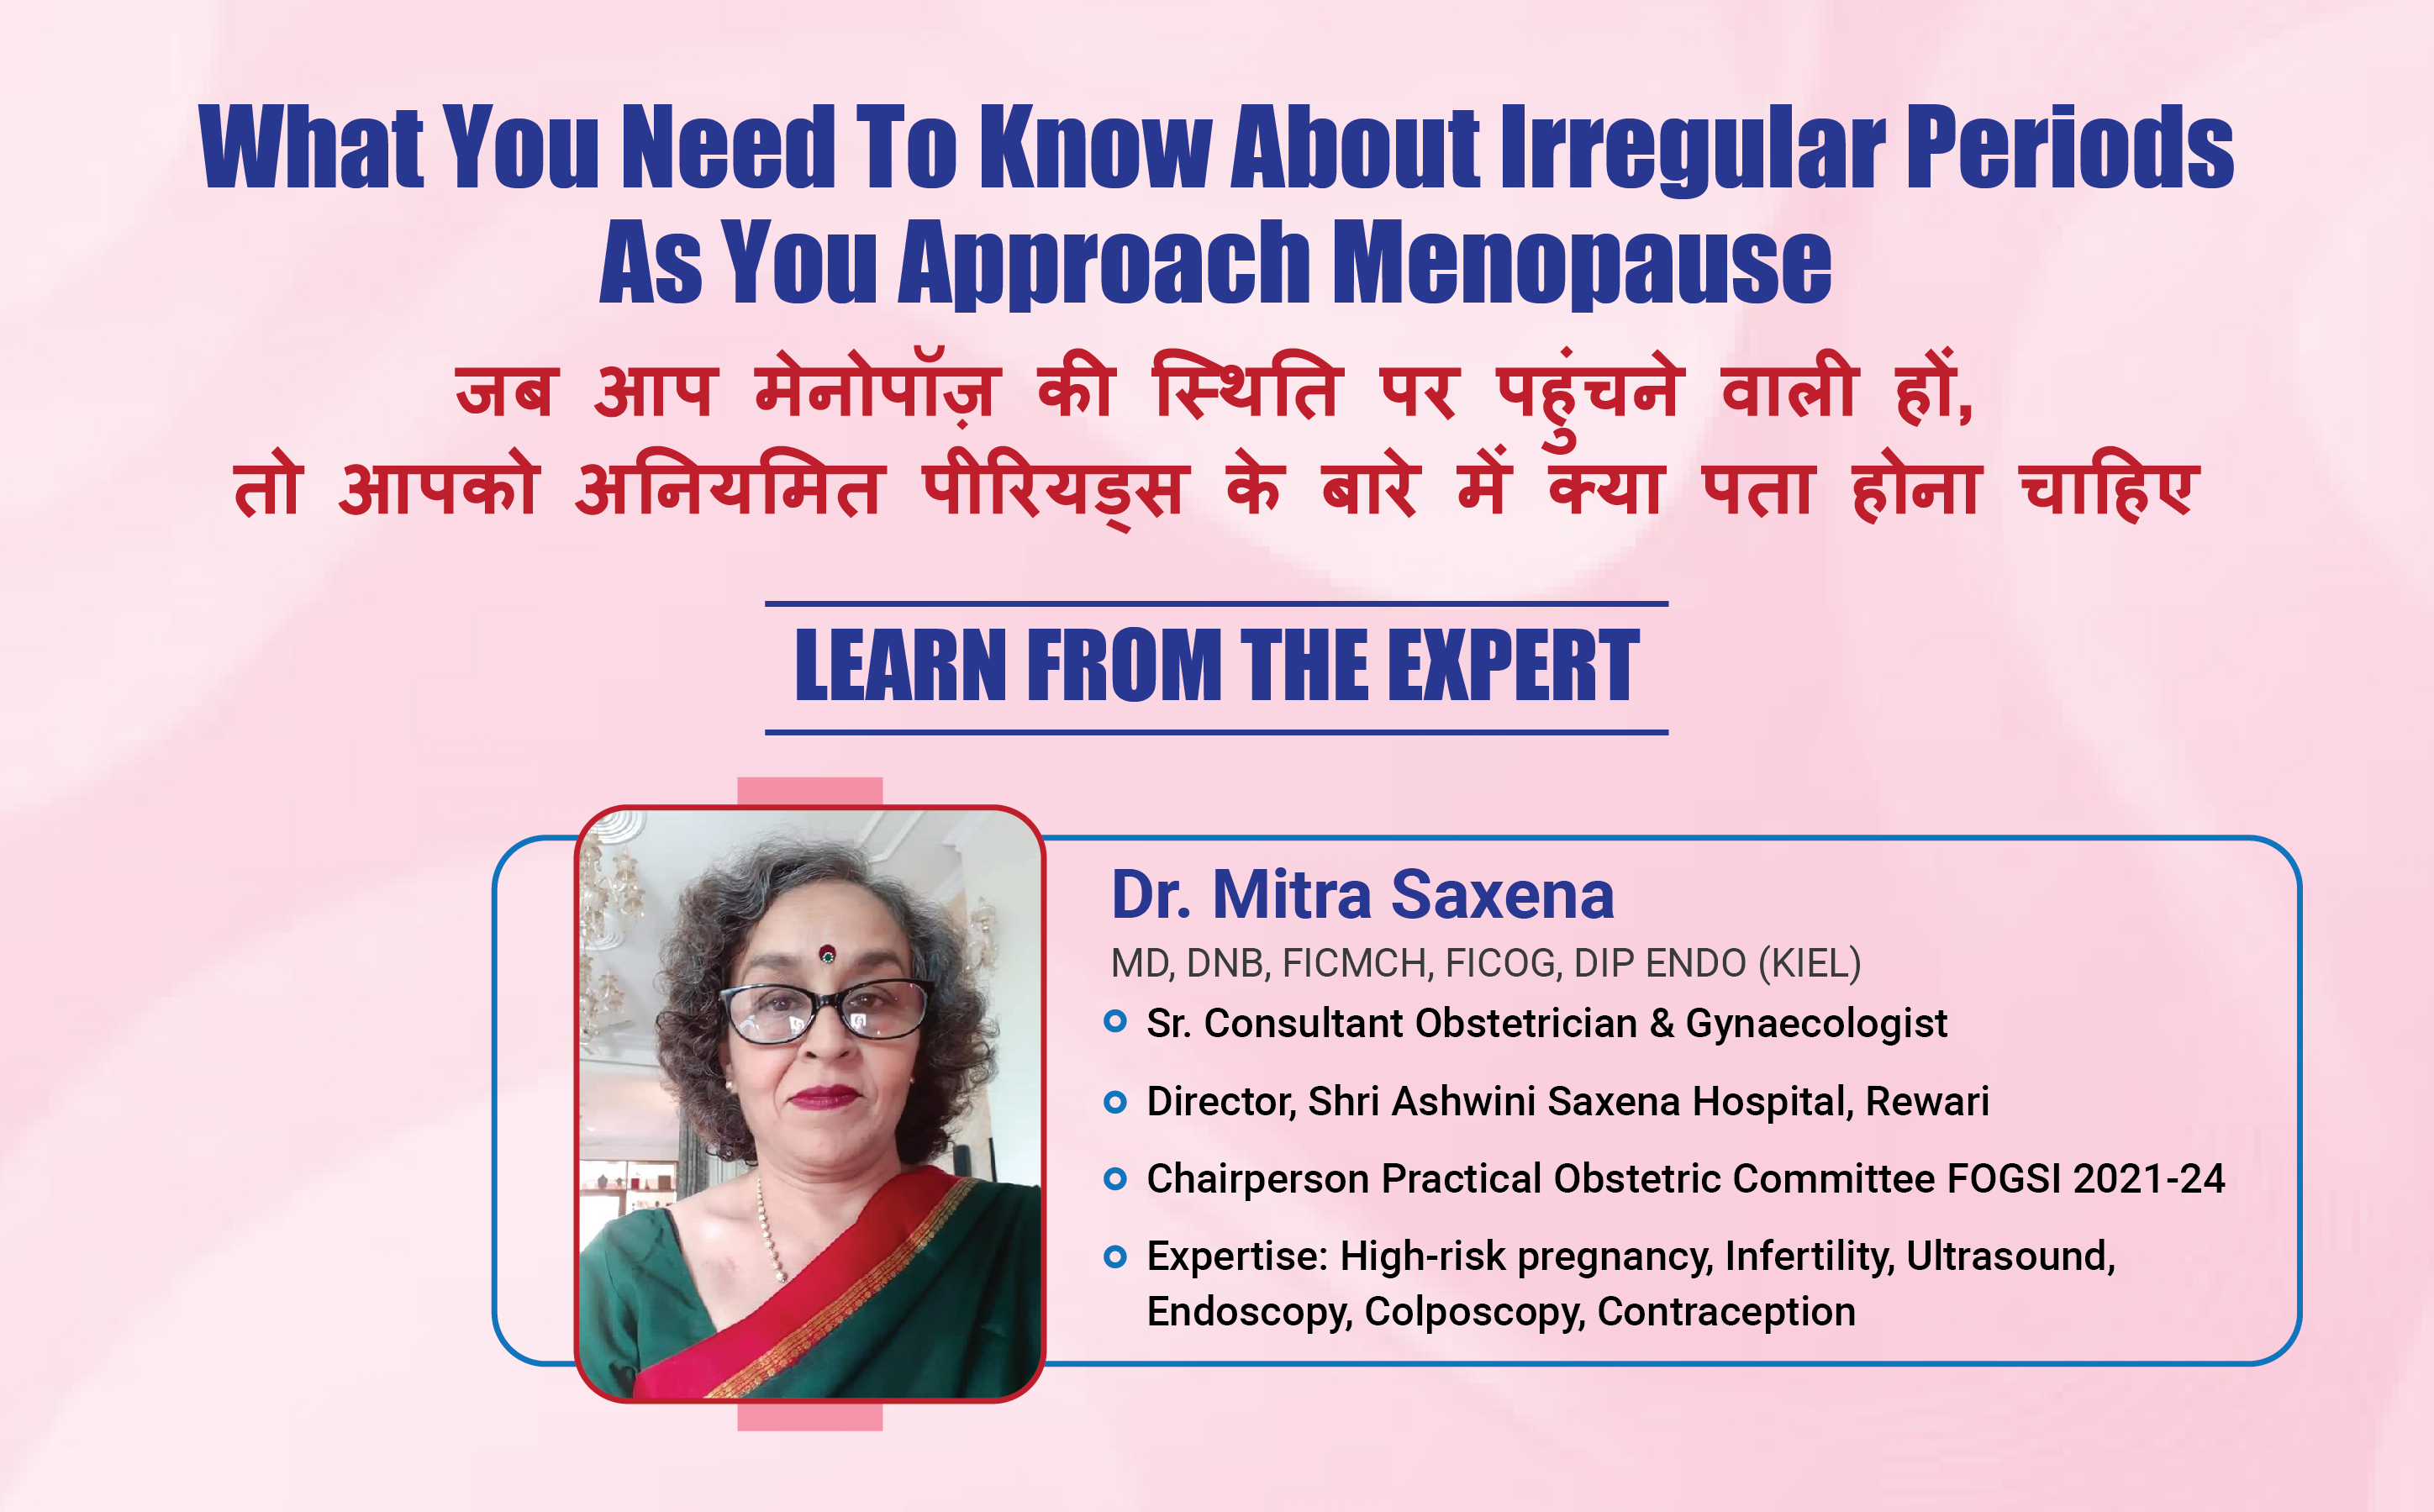 What You Need To Know About Irregular Periods
As You Approach Menopause
जब आप मेनोपॉज़ की स्थिति पर पहुंचने वाली हों,
तो आपको अनियमित पीरियड्स के बारे में क्या पता होना चाहिए
LEARN FROM THE EXPERT
Dr. Mitra Saxena
MD, DNB, FICMCH, FICOG, DIP ENDO (KIEL)
Sr. Consultant Obstetrician & Gynaecologist
Director, Shri Ashwini Saxena Hospital, Rewari
Chairperson Practical Obstetric Committee FOGSI 2021-24
Expertise: High-risk pregnancy, Infertility, Ultrasound,
Endoscopy, Colposcopy, Contraception